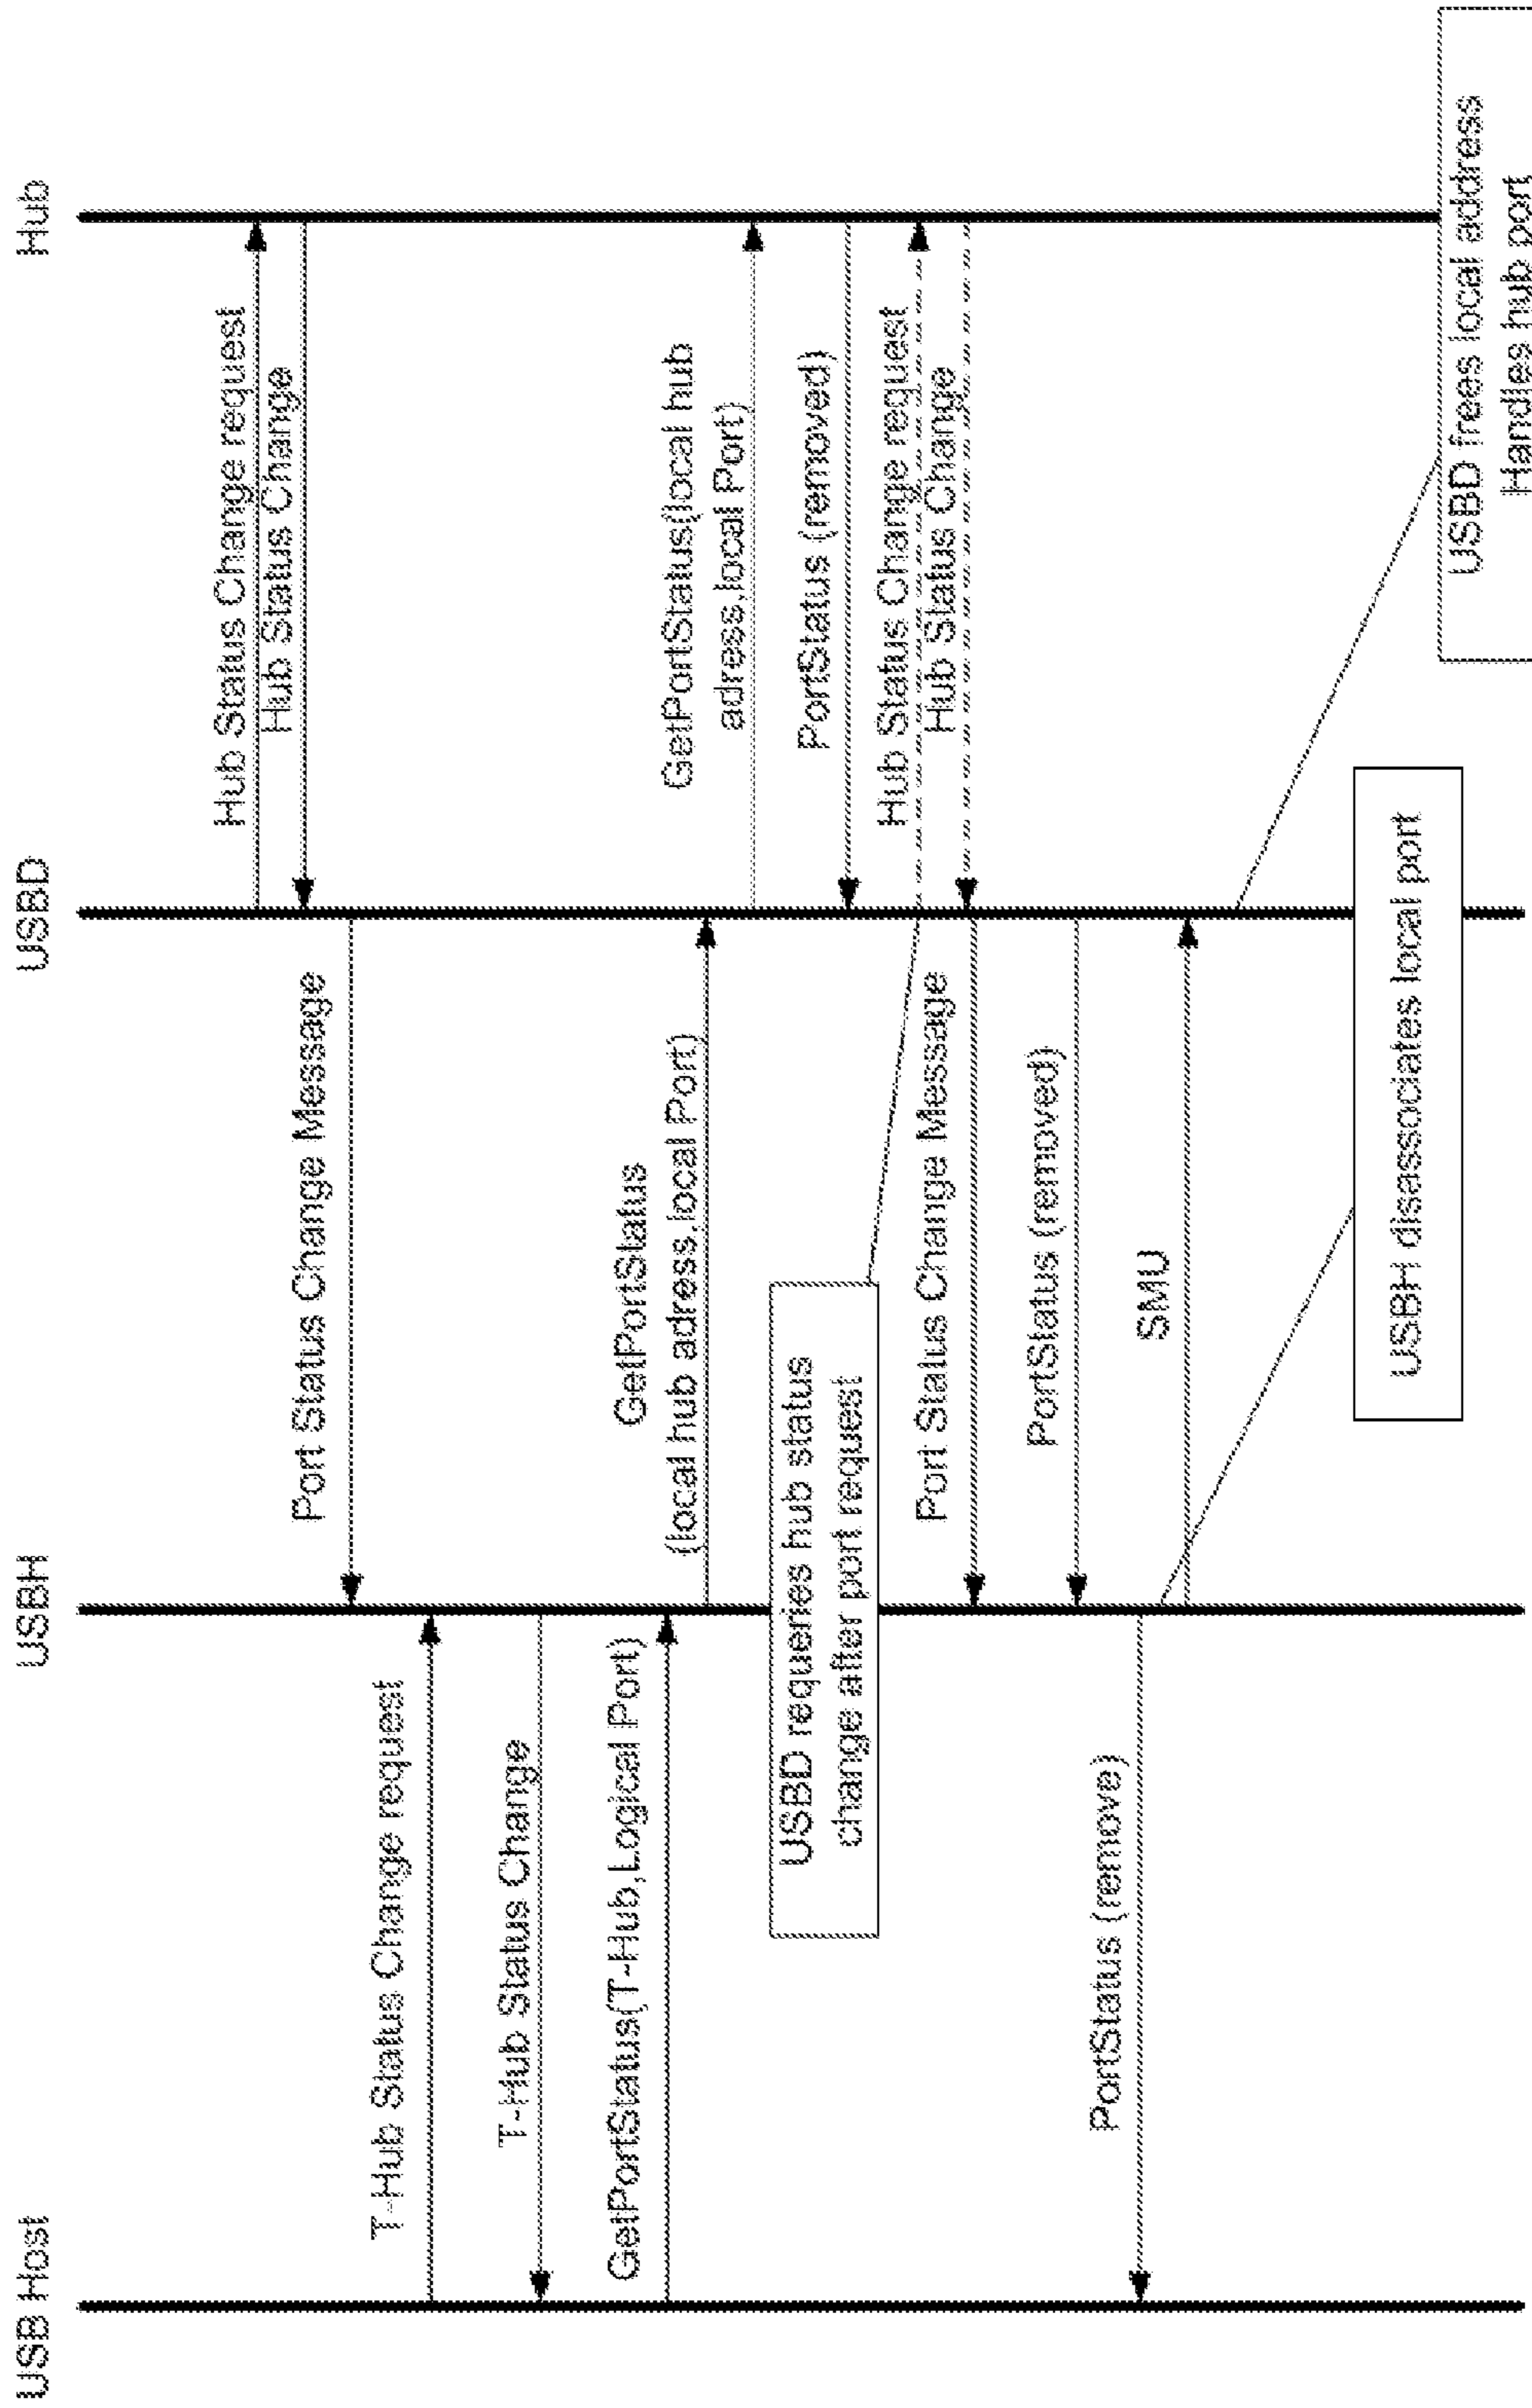 USB Host
USBH
USBD
Hub
Hub Status Change request
Hub Status Change
Port Status Change Message
T-Hub Status Change request
T-Hub Status Change
GetPortStatus(T-Hub,Logical Port)
GetPortStatus
(local hub adress,local Port)
GetPortStatus(local hub
adress,local Port)
PortStatus (removed)
USBD requeries hub status
change after port request
Hub Status Change request
Hub Status Change
Port Status Change Message
PortStatus (removed)
PortStatus (remove)
SMU
USBH disassociates local port
USBD frees local address
Handles hub port